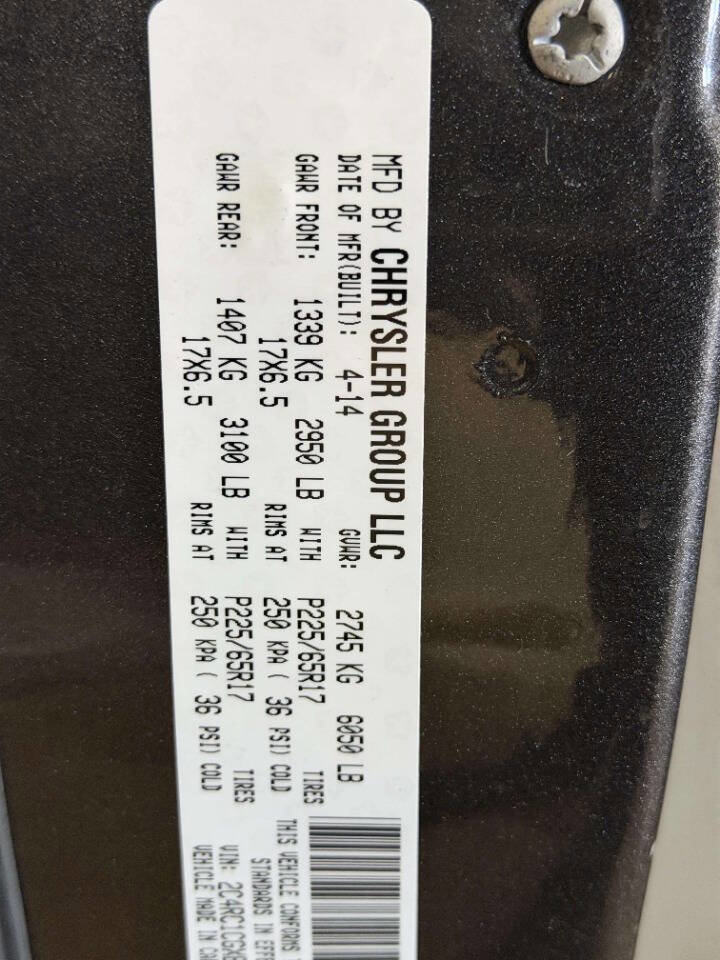 MFD BY CHRYSLER GROUP LLC
DATE OF MFR(BUILT): 4-14 GVWR: 2745 KG 6050 LB
GAWR FRONT: 1339 KG 2950 LB WITH P225/65R17 TIRES
17X6.5 RIMS AT 250 KPA ( 36 PSI) COLD
GAWR REAR: 1407 KG 3100 LB WITH P225/65R17 TIRES
17X6.5 RIMS AT 250 KPA ( 36 PSI) COLD
THIS VEHICLE CONFORMS
STANDARDS IN
VIN: 2C4RC1CGX
VEHICLE MADE IN